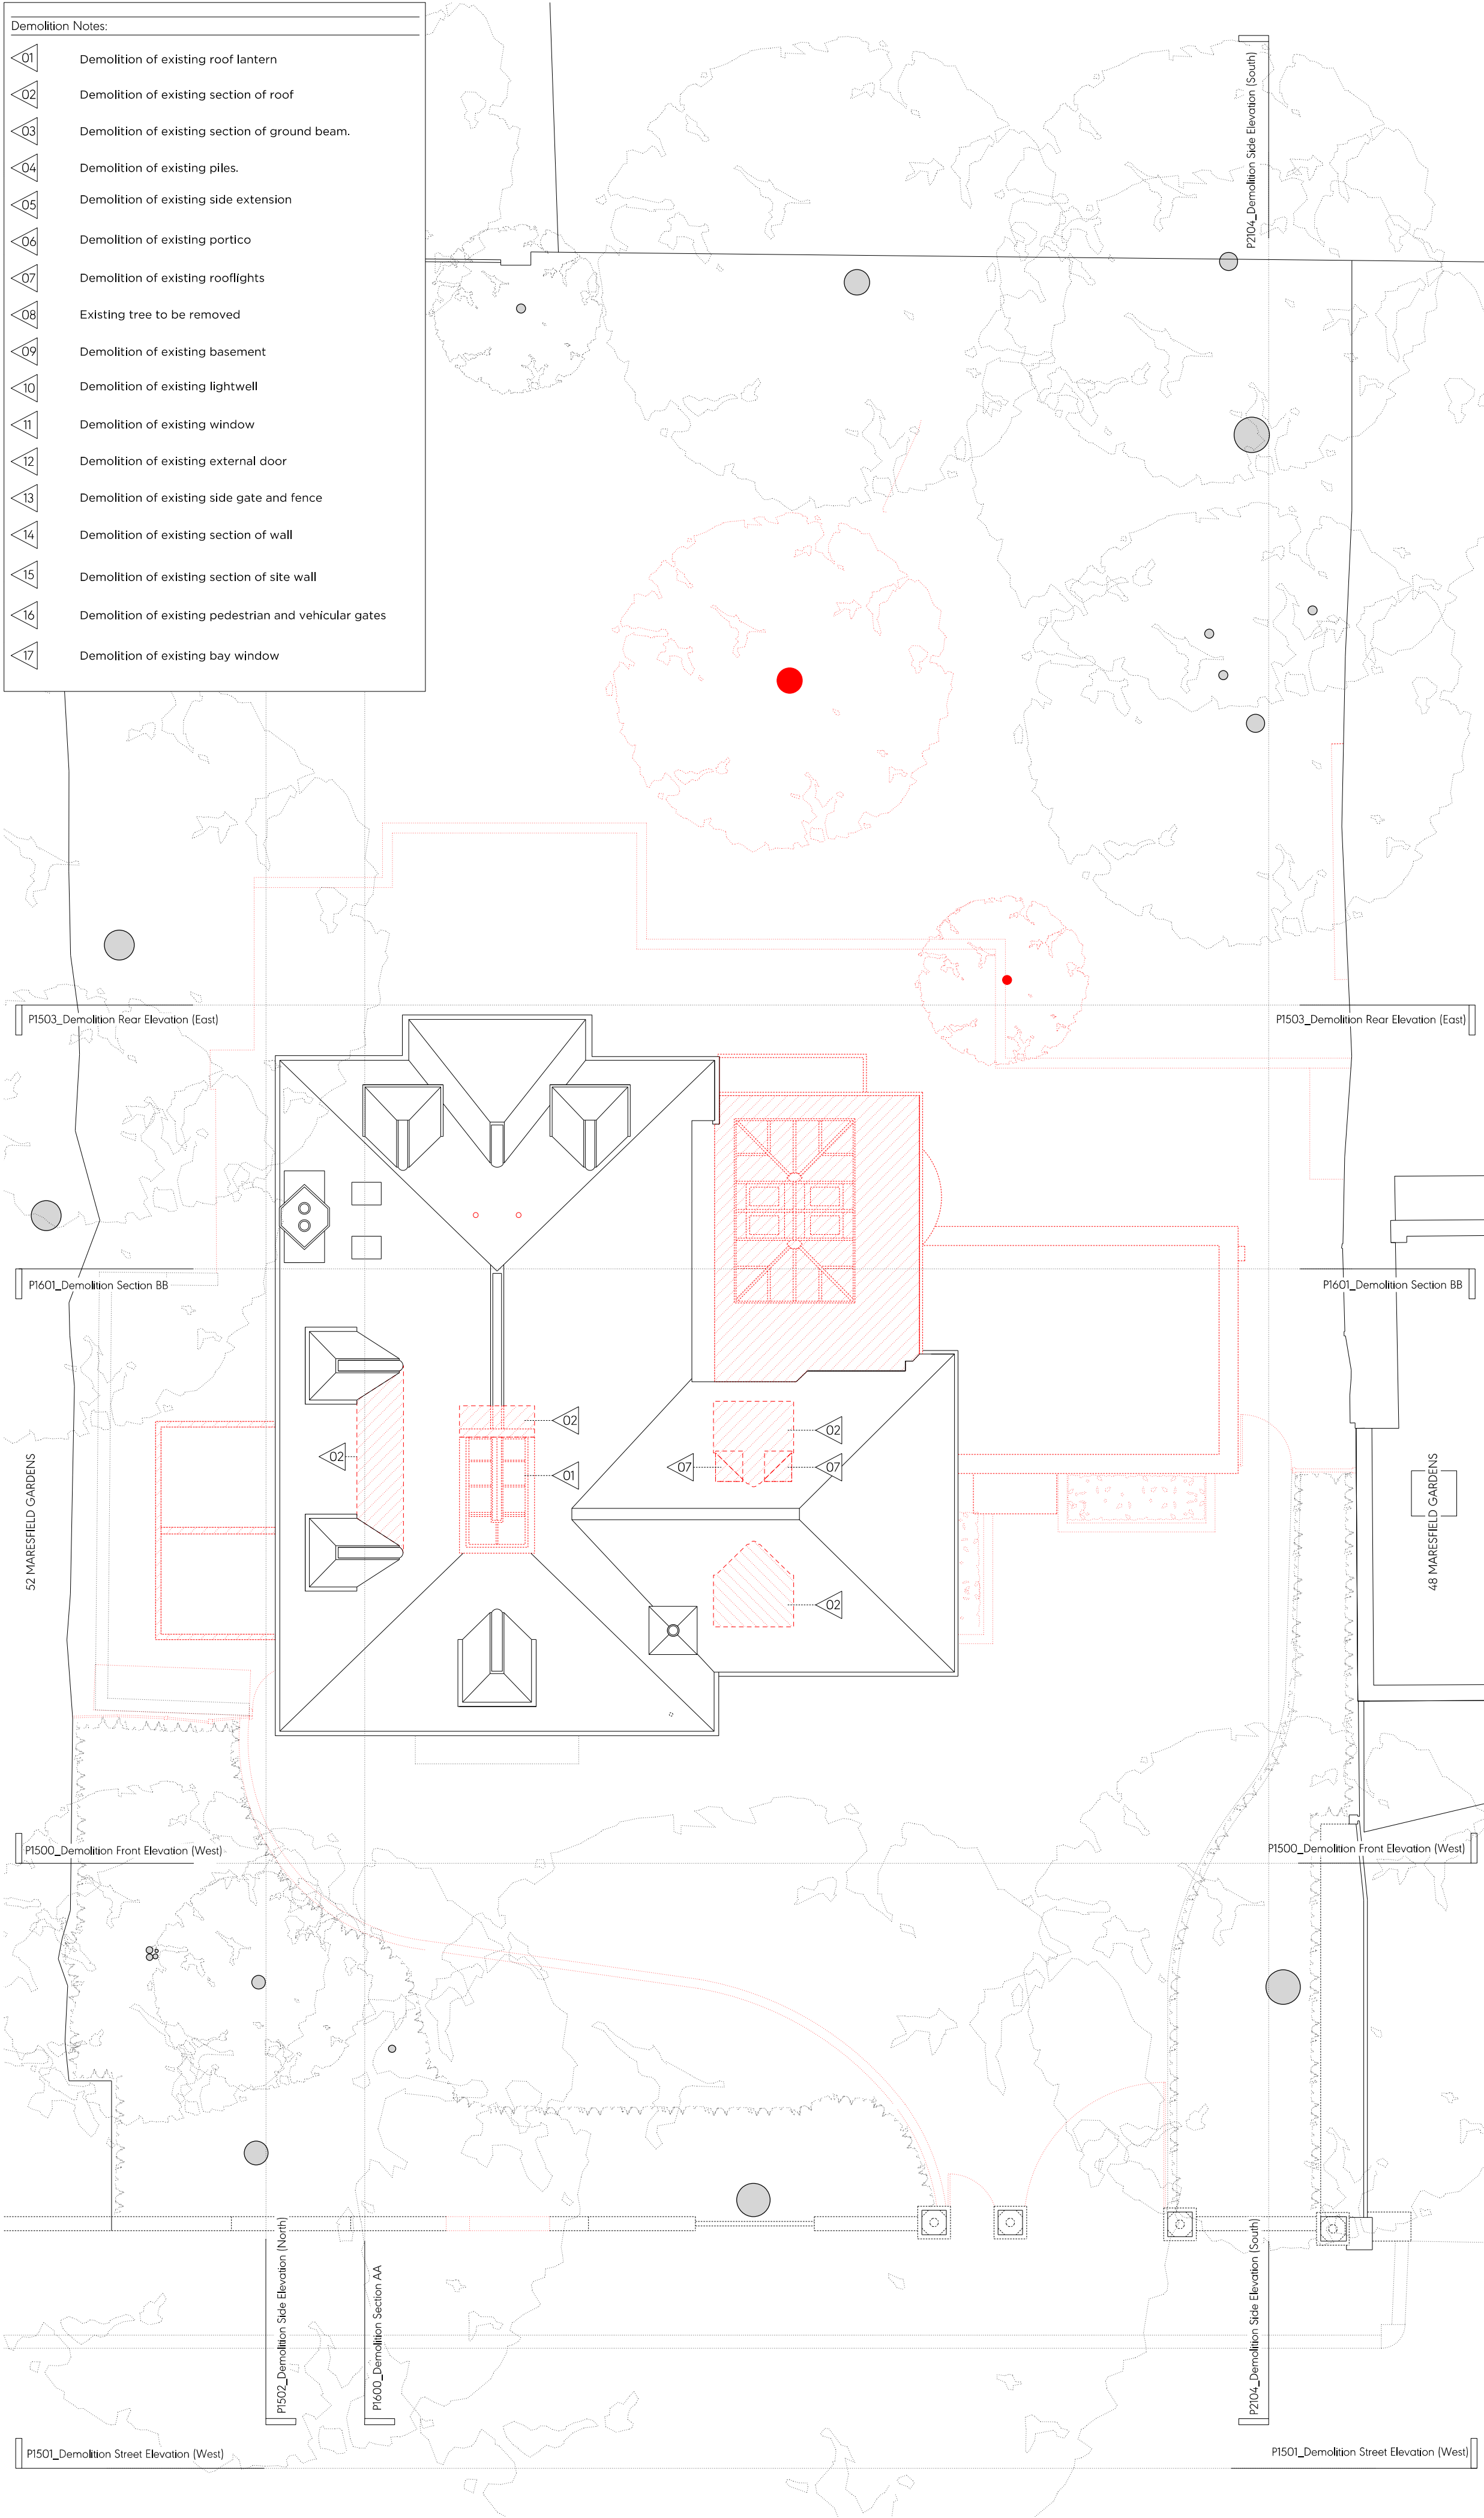 Demolition Notes:
01 Demolition of existing roof lantern
02 Demolition of existing section of roof
03 Demolition of existing section of ground beam.
04 Demolition of existing piles.
05 Demolition of existing side extension
06 Demolition of existing portico
07 Demolition of existing rooflights
08 Existing tree to be removed
09 Demolition of existing basement
10 Demolition of existing lightwell
11 Demolition of existing window
12 Demolition of existing external door
13 Demolition of existing side gate and fence
14 Demolition of existing section of wall
15 Demolition of existing section of site wall
16 Demolition of existing pedestrian and vehicular gates
17 Demolition of existing bay window
P2104_Demolition Side Elevation (South)
P1503_Demolition Rear Elevation (East)
P1503_Demolition Rear Elevation (East)
P1601_Demolition Section BB
P1601_Demolition Section BB
02
02
02
01
07
07
02
52 MARESFIELD GARDENS
48 MARESFIELD GARDENS
P1500_Demolition Front Elevation (West)
P1500_Demolition Front Elevation (West)
P1502_Demolition Side Elevation (North)
P1600_Demolition Section AA
P2104_Demolition Side Elevation (South)
P1501_Demolition Street Elevation (West)
P1501_Demolition Street Elevation (West)